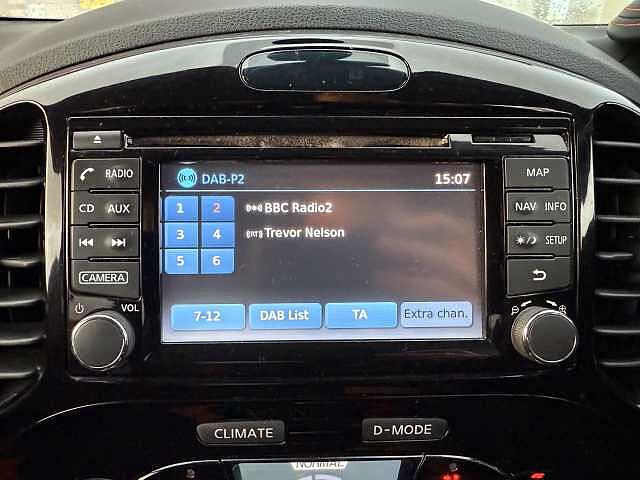 DAB-P2 15:07
1 2 BBC Radio2
3 4 RT Trevor Nelson
5 6
7-12 DAB List TA Extra chan.
RADIO
CD AUX
CAMERA
VOL
MAP
NAV INFO
SETUP
CLIMATE D-MODE
NORMAL